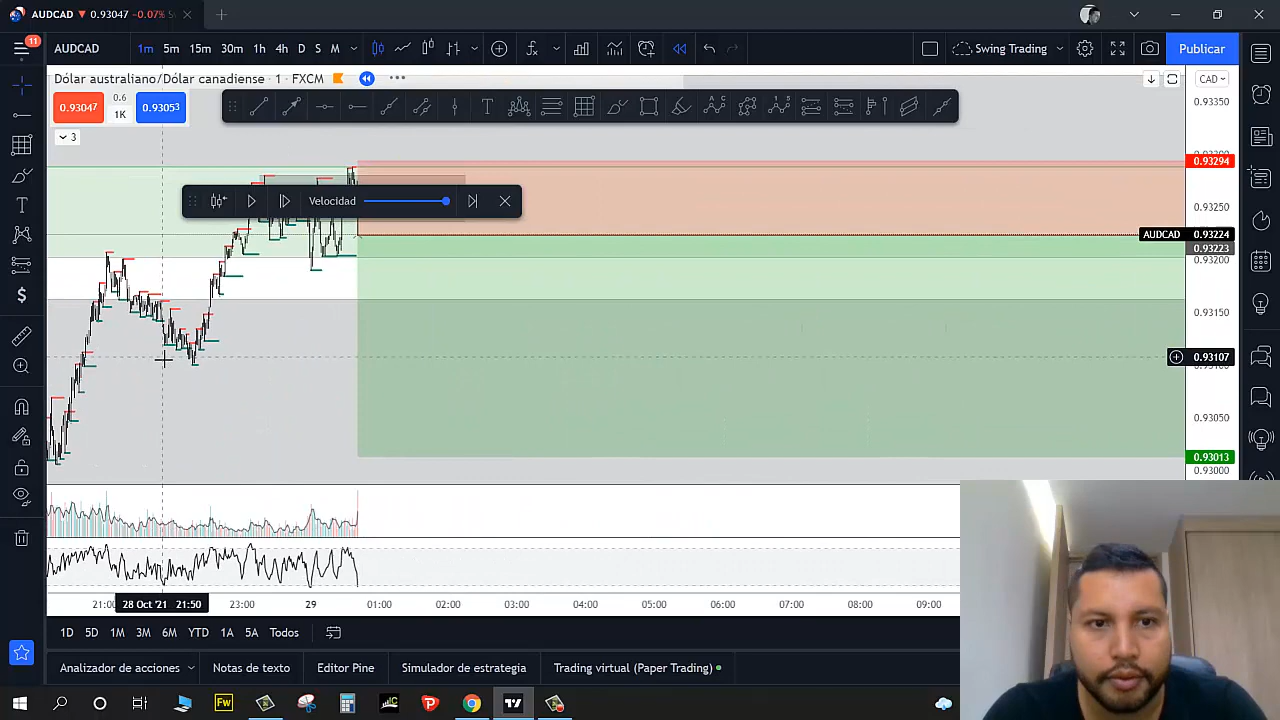 AUDCAD ▼ 0.93047 −0.07%
11
AUDCAD
1m 5m 15m 30m 1h 4h D S M
Swing Trading
Publicar
Dólar australiano/Dólar canadiense · 1 · FXCM
CAD
0.93047
0.6
1K
0.93053
3
Velocidad
0.93350
0.93294
0.93250
AUDCAD 0.93224
0.93223
0.93200
0.93150
0.93107
0.93050
0.93013
0.93000
28 Oct '21 21:50
23:00
29
01:00
02:00
03:00
04:00
05:00
06:00
07:00
08:00
09:00
1D 5D 1M 3M 6M YTD 1A 5A Todos
Analizador de acciones
Notas de texto
Editor Pine
Simulador de estrategia
Trading virtual (Paper Trading)
Fw